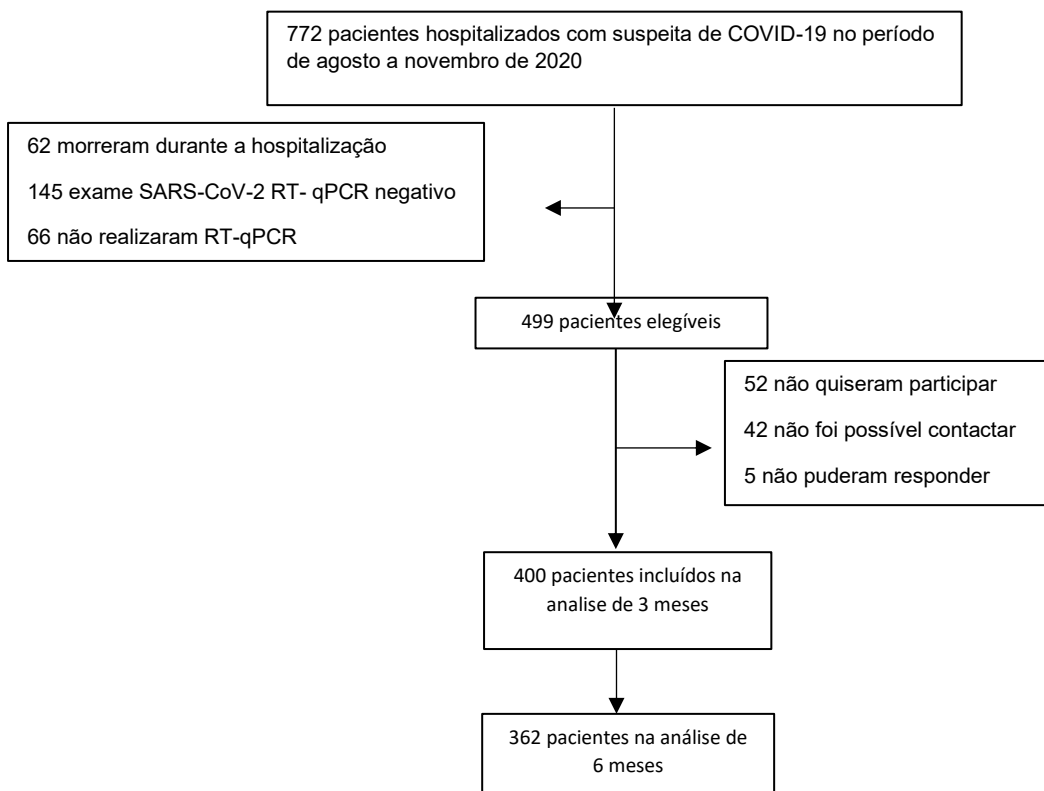 772 pacientes hospitalizados com suspeita de COVID-19 no período
de agosto a novembro de 2020
62 morreram durante a hospitalização
145 exame SARS-CoV-2 RT- qPCR negativo
66 não realizaram RT-qPCR
499 pacientes elegíveis
52 não quiseram participar
42 não foi possível contactar
5 não puderam responder
400 pacientes incluídos na
analise de 3 meses
362 pacientes na análise de
6 meses